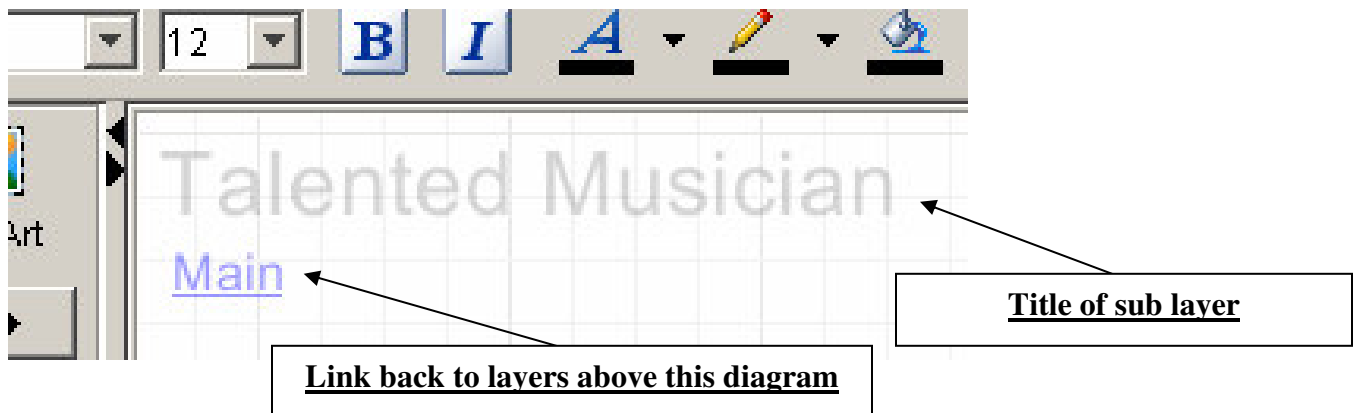 12 B I A
Talented Musician
Art
Main
Title of sub layer
Link back to layers above this diagram